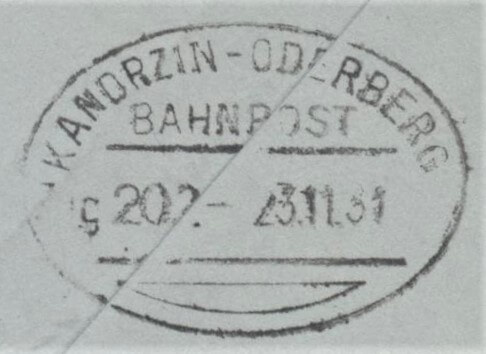 KANDRZIN-ODERBERG
BAHNPOST
g 202 - 23.11.31